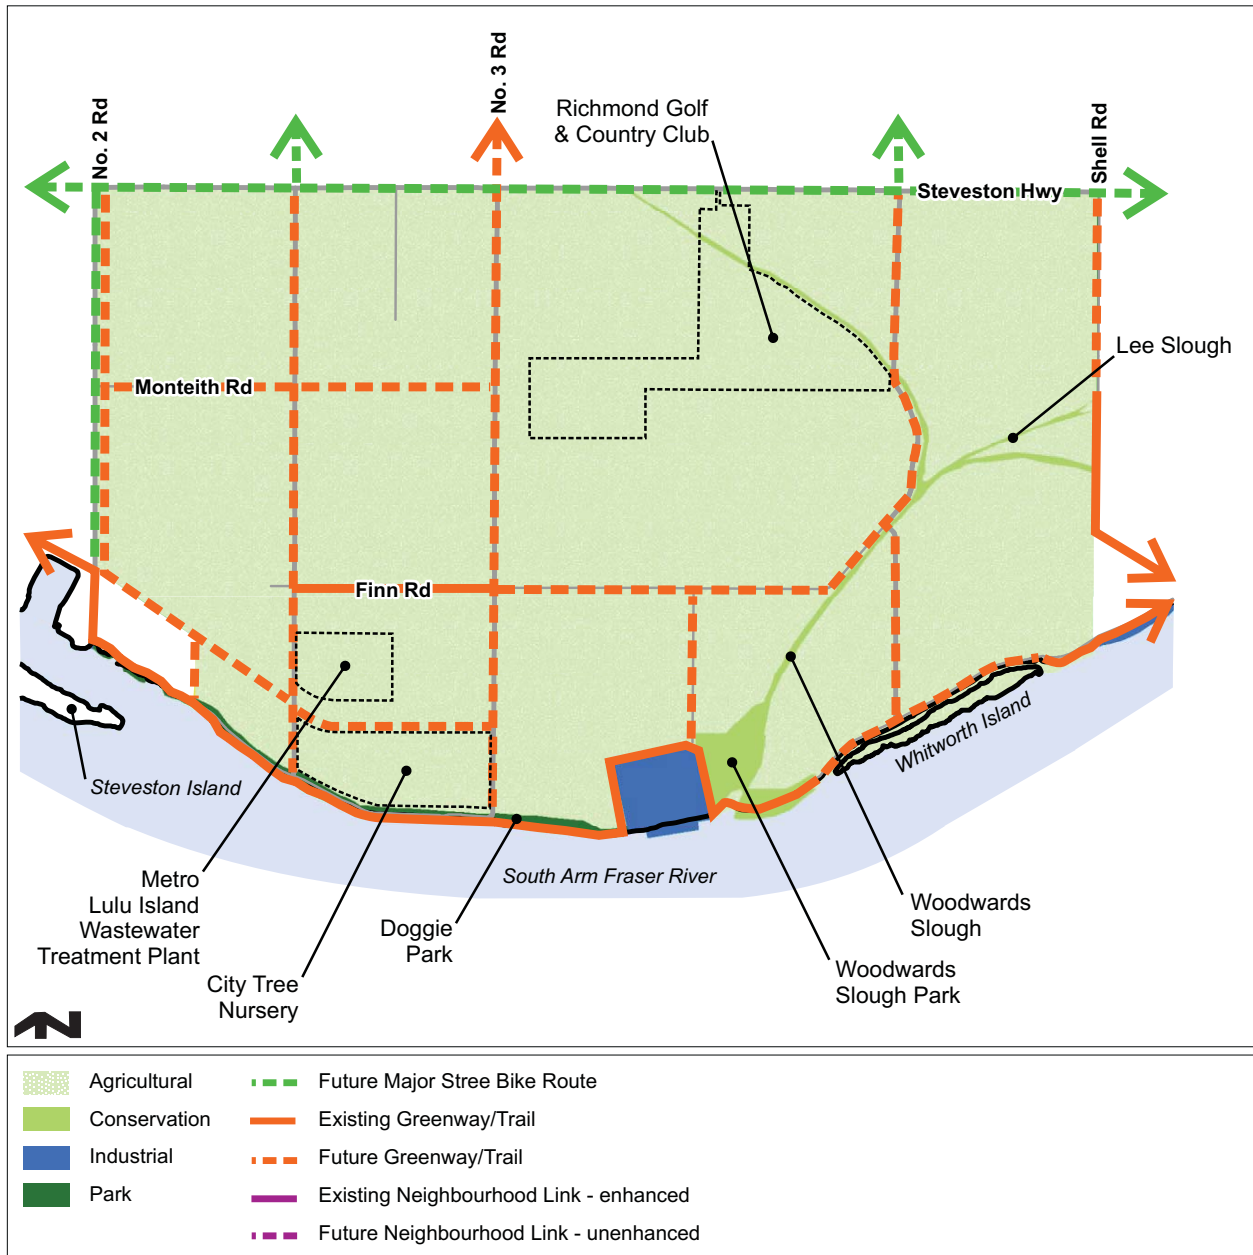 No. 2 Rd
No. 3 Rd
Richmond Golf
& Country Club
Shell Rd
Steveston Hwy
Lee Slough
Monteith Rd
Finn Rd
Whitworth Island
Steveston Island
South Arm Fraser River
Metro
Lulu Island
Wastewater
Treatment Plant
City Tree
Nursery
Doggie
Park
Woodwards
Slough
Woodwards
Slough Park
N
Agricultural
Conservation
Industrial
Park
Future Major Stree Bike Route
Existing Greenway/Trail
Future Greenway/Trail
Existing Neighbourhood Link - enhanced
Future Neighbourhood Link - unenhanced